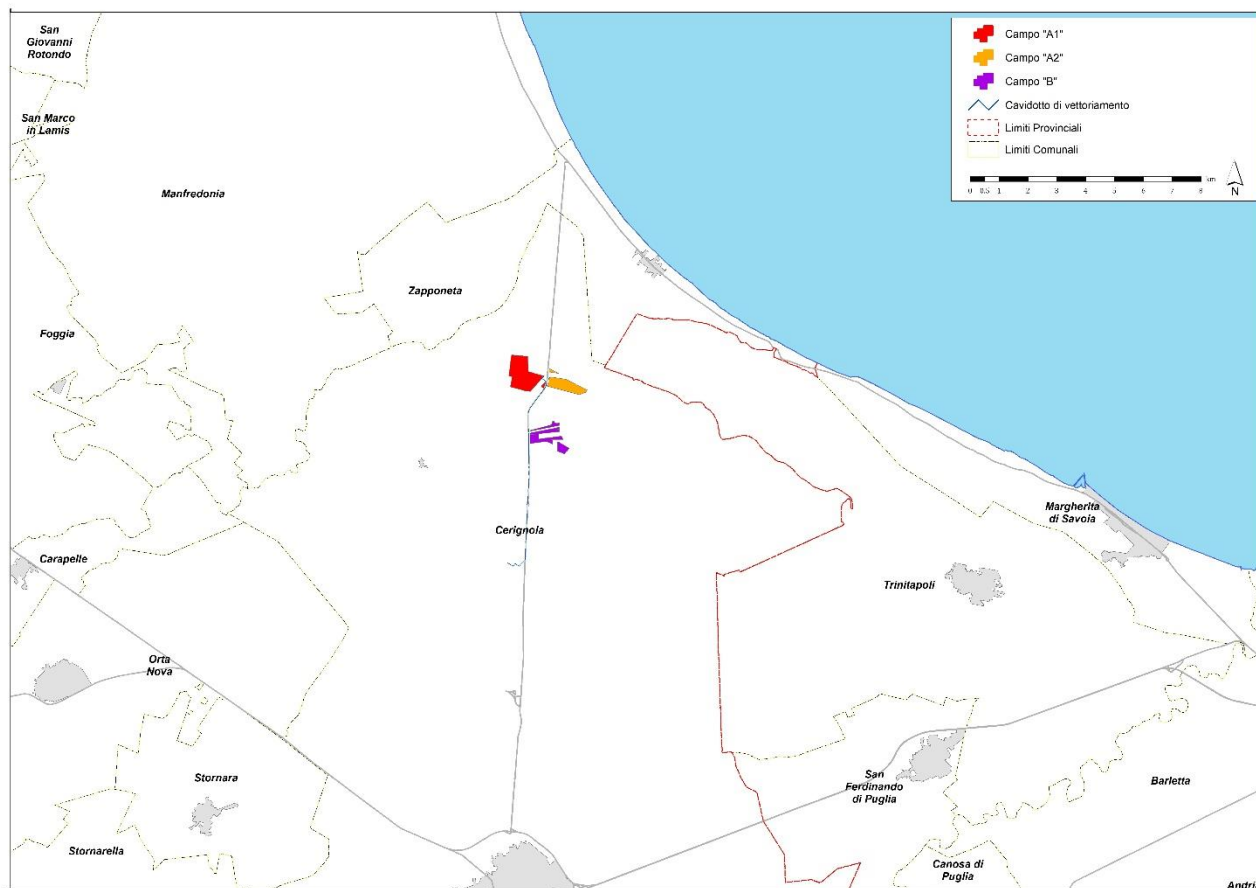 San
Giovanni
Rotondo
San Marco
in Lamis
Manfredonia
Zapponeta
Foggia
Carapelle
Cerignola
Orta
Nova
Stornara
Stornarella
Margherita
di Savoia
Trinitapoli
San
Ferdinando
di Puglia
Barletta
Canosa di
Puglia
Andri
Campo "A1"
Campo "A2"
Campo "B"
Cavidotto di vettoriamento
Limiti Provinciali
Limiti Comunali
km
0 0.5 1 2 3 4 5 6 7 8
N